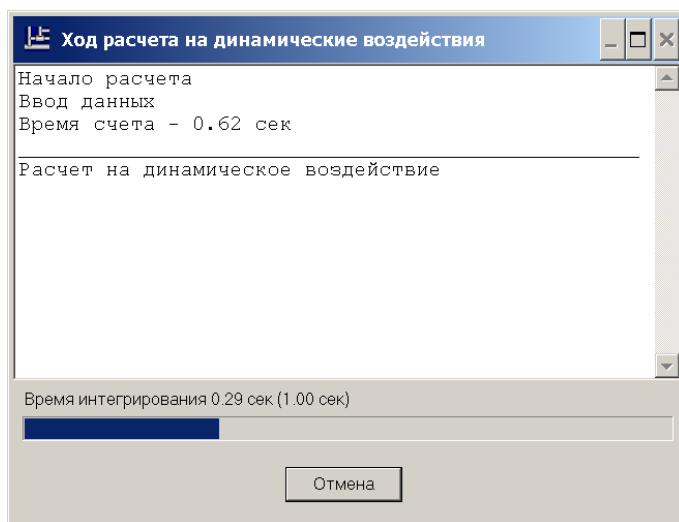 Ход расчета на динамические воздействия
Начало расчета
Ввод данных
Время счета - 0.62 сек
Расчет на динамическое воздействие
Время интегрирования 0.29 сек (1.00 сек)
Отмена